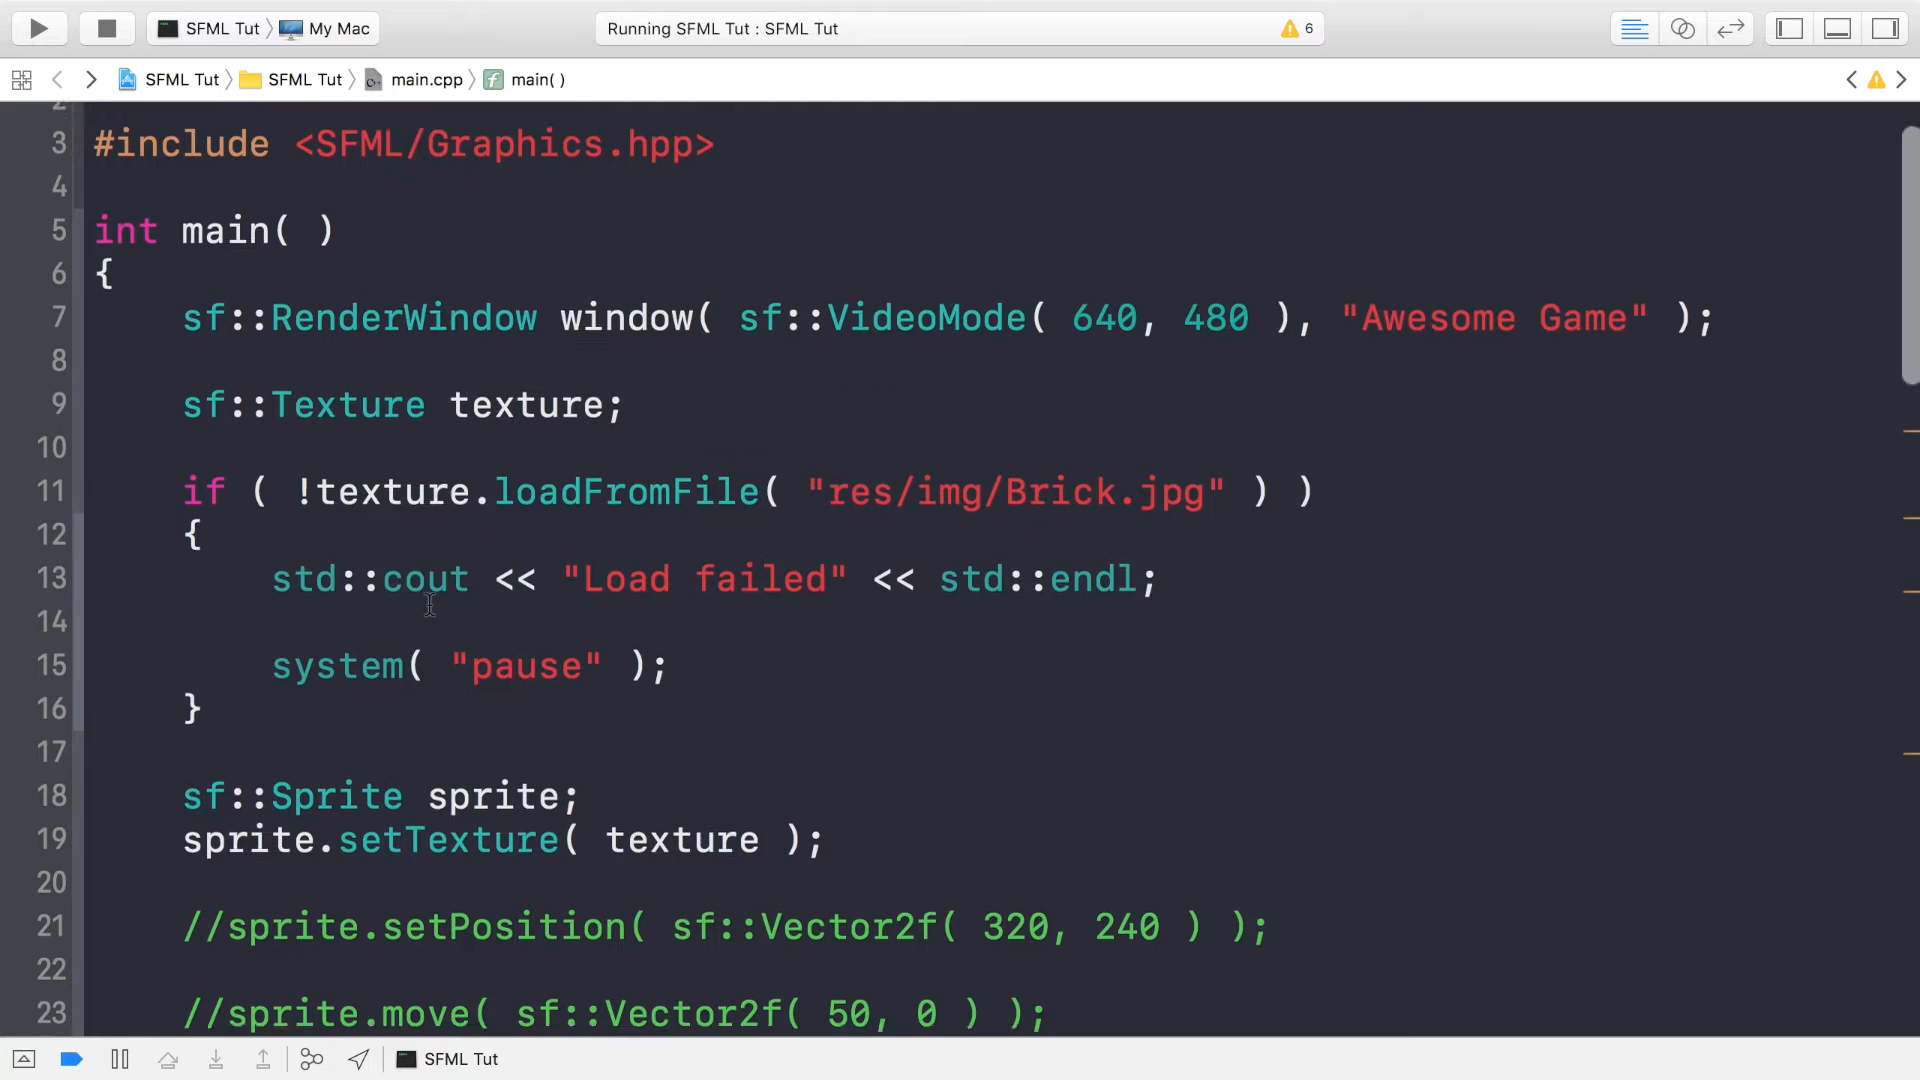 SFML Tut My Mac Running SFML Tut : SFML Tut 6
SFML Tut SFML Tut main.cpp main( )
2
3 #include <SFML/Graphics.hpp>
4
5 int main( )
6 {
7 sf::RenderWindow window( sf::VideoMode( 640, 480 ), "Awesome Game" );
8
9 sf::Texture texture;
10
11 if ( !texture.loadFromFile( "res/img/Brick.jpg" ) )
12 {
13 std::cout << "Load failed" << std::endl;
14
15 system( "pause" );
16 }
17
18 sf::Sprite sprite;
19 sprite.setTexture( texture );
20
21 //sprite.setPosition( sf::Vector2f( 320, 240 ) );
22
23 //sprite.move( sf::Vector2f( 50, 0 ) );
SFML Tut